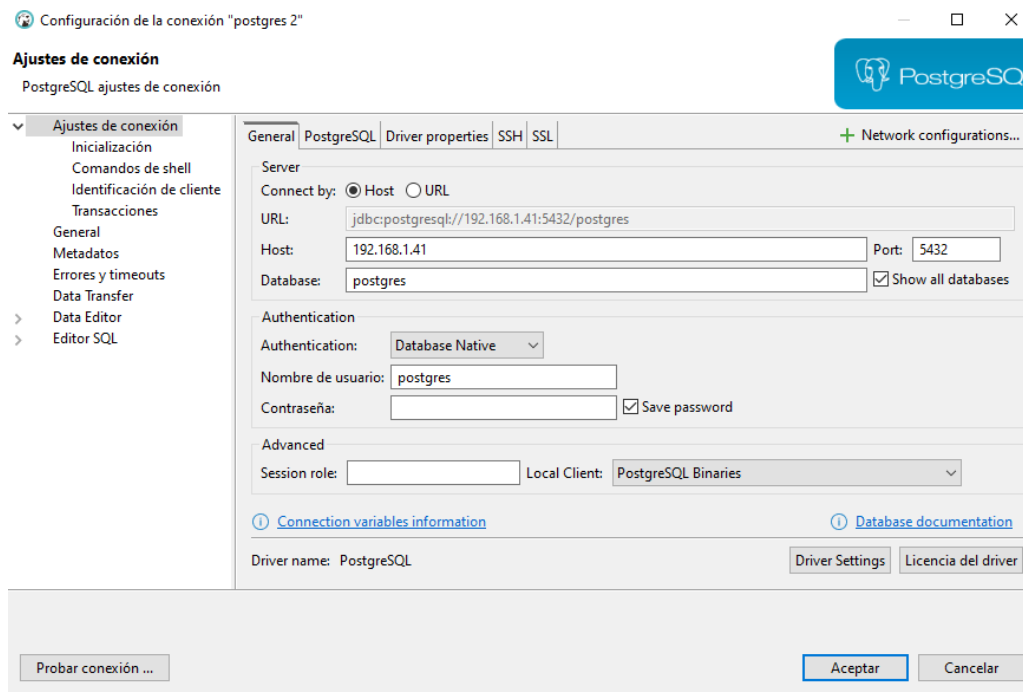 Configuración de la conexión "postgres 2"
Ajustes de conexión
PostgreSQL ajustes de conexión
PostgreSQ
Ajustes de conexión
Inicialización
Comandos de shell
Identificación de cliente
Transacciones
General
Metadatos
Errores y timeouts
Data Transfer
Data Editor
Editor SQL
General PostgreSQL Driver properties SSH SSL Network configurations...
Server
Connect by: Host URL
URL: jdbc:postgresql://192.168.1.41:5432/postgres
Host: 192.168.1.41 Port: 5432
Database: postgres Show all databases
Authentication
Authentication: Database Native
Nombre de usuario: postgres
Contraseña: Save password
Advanced
Session role: Local Client: PostgreSQL Binaries
Connection variables information Database documentation
Driver name: PostgreSQL Driver Settings Licencia del driver
Probar conexión ... Aceptar Cancelar